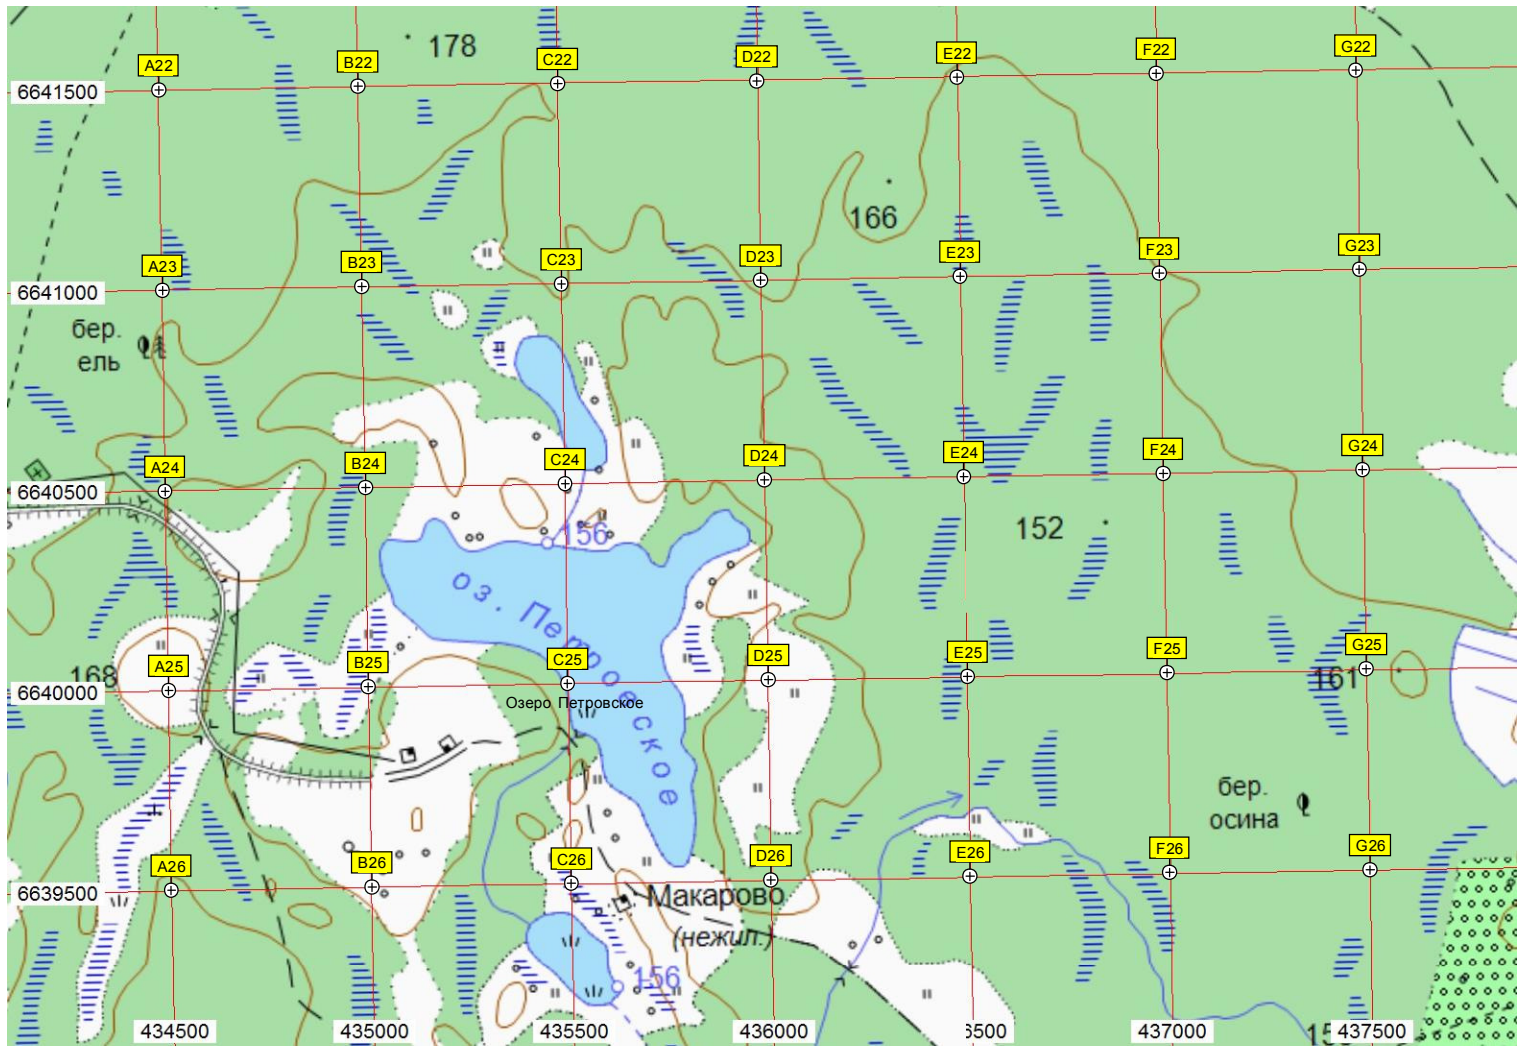 178
A22 B22 C22 D22 E22 F22 G22
6641500
166
A23 B23 C23 D23 E23 F23 G23
6641000
бер.
ель
A24 B24 C24 D24 E24 F24 G24
6640500
156
152
оз. Петровское
168
A25 B25 C25 D25 E25 F25 G25
161
6640000
Озеро Петровское
бер.
осина
A26 B26 C26 D26 E26 F26 G26
6639500
Макарово
(нежил.)
156
434500 435000 435500 436000 5500 437000 437500